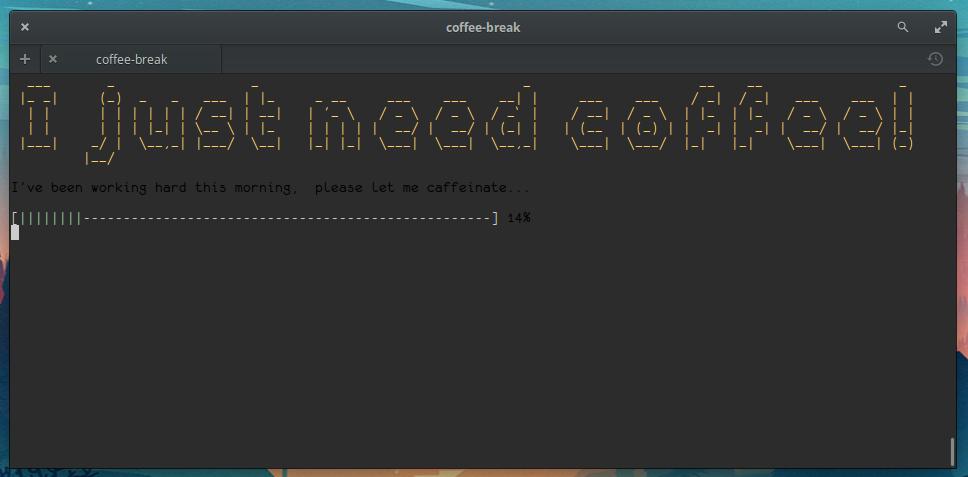 coffee-break
coffee-break
I just need coffee!
I've been working hard this morning,  please let me caffeinate...
[||||||||---------------------------------------------------] 14%